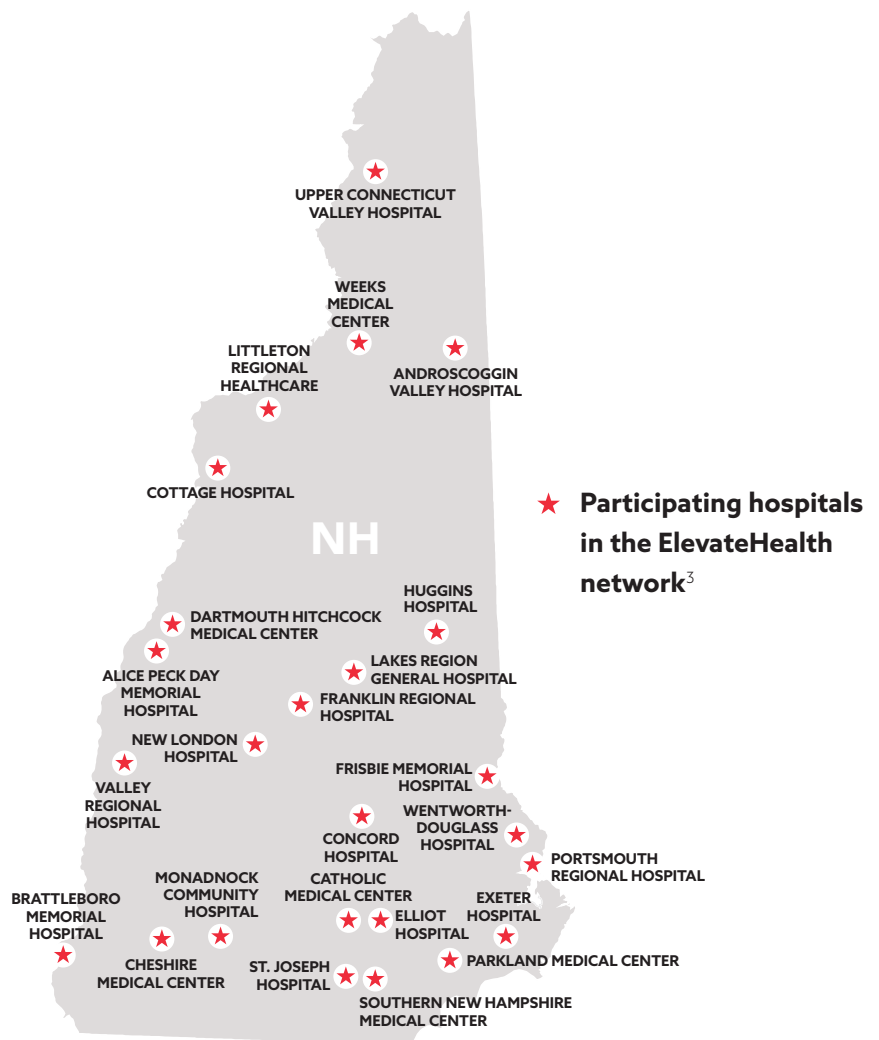 UPPER CONNECTICUT
VALLEY HOSPITAL
WEEKS
MEDICAL
CENTER
LITTLETON
REGIONAL
HEALTHCARE
ANDROSCOGGIN
VALLEY HOSPITAL
COTTAGE HOSPITAL
NH
Participating hospitals
in the ElevateHealth
network3
HUGGINS
HOSPITAL
DARTMOUTH HITCHCOCK
MEDICAL CENTER
ALICE PECK DAY
MEMORIAL
HOSPITAL
LAKES REGION
GENERAL HOSPITAL
FRANKLIN REGIONAL
HOSPITAL
NEW LONDON
HOSPITAL
VALLEY
REGIONAL
HOSPITAL
FRISBIE MEMORIAL
HOSPITAL
WENTWORTH-
DOUGLASS
HOSPITAL
CONCORD
HOSPITAL
PORTSMOUTH
REGIONAL HOSPITAL
MONADNOCK
COMMUNITY
HOSPITAL
CATHOLIC
MEDICAL CENTER
EXETER
HOSPITAL
BRATTLEBORO
MEMORIAL
HOSPITAL
ELLIOT
HOSPITAL
CHESHIRE
MEDICAL CENTER
ST. JOSEPH
HOSPITAL
PARKLAND MEDICAL CENTER
SOUTHERN NEW HAMPSHIRE
MEDICAL CENTER